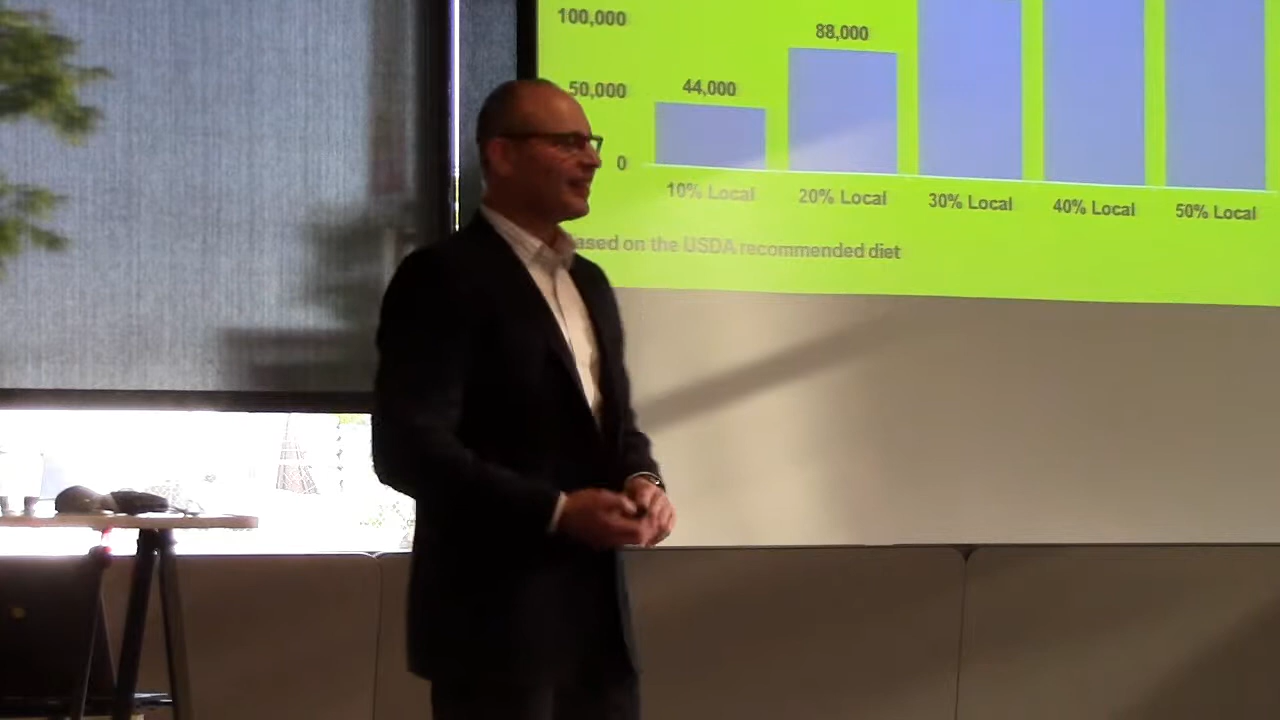 100,000
88,000
50,000
44,000
0
10% Local 20% Local 30% Local 40% Local 50% Local
based on the USDA recommended diet